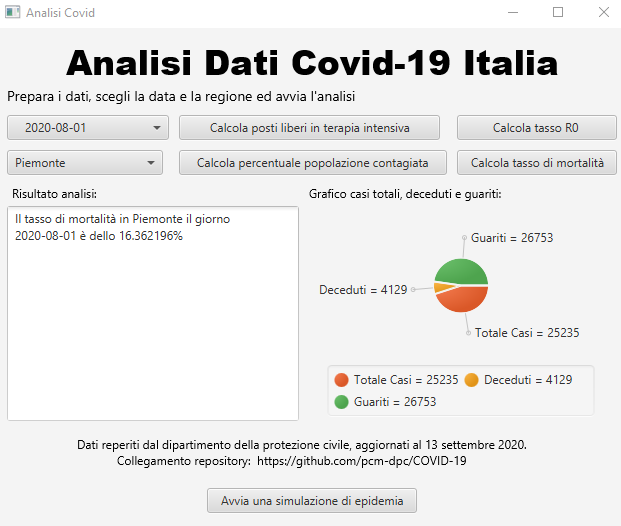 Analisi Covid
Analisi Dati Covid-19 Italia
Prepara i dati, scegli la data e la regione ed avvia l'analisi
2020-08-01
Calcola posti liberi in terapia intensiva
Calcola tasso R0
Piemonte
Calcola percentuale popolazione contagiata
Calcola tasso di mortalità
Risultato analisi:
Grafico casi totali, deceduti e guariti:
Il tasso di mortalità in Piemonte il giorno
2020-08-01 è dello 16.362196%
Guariti = 26753
Deceduti = 4129
Totale Casi = 25235
Totale Casi = 25235
Deceduti = 4129
Guariti = 26753
Dati reperiti dal dipartimento della protezione civile, aggiornati al 13 settembre 2020.
Collegamento repository: https://github.com/pcm-dpc/COVID-19
Avvia una simulazione di epidemia